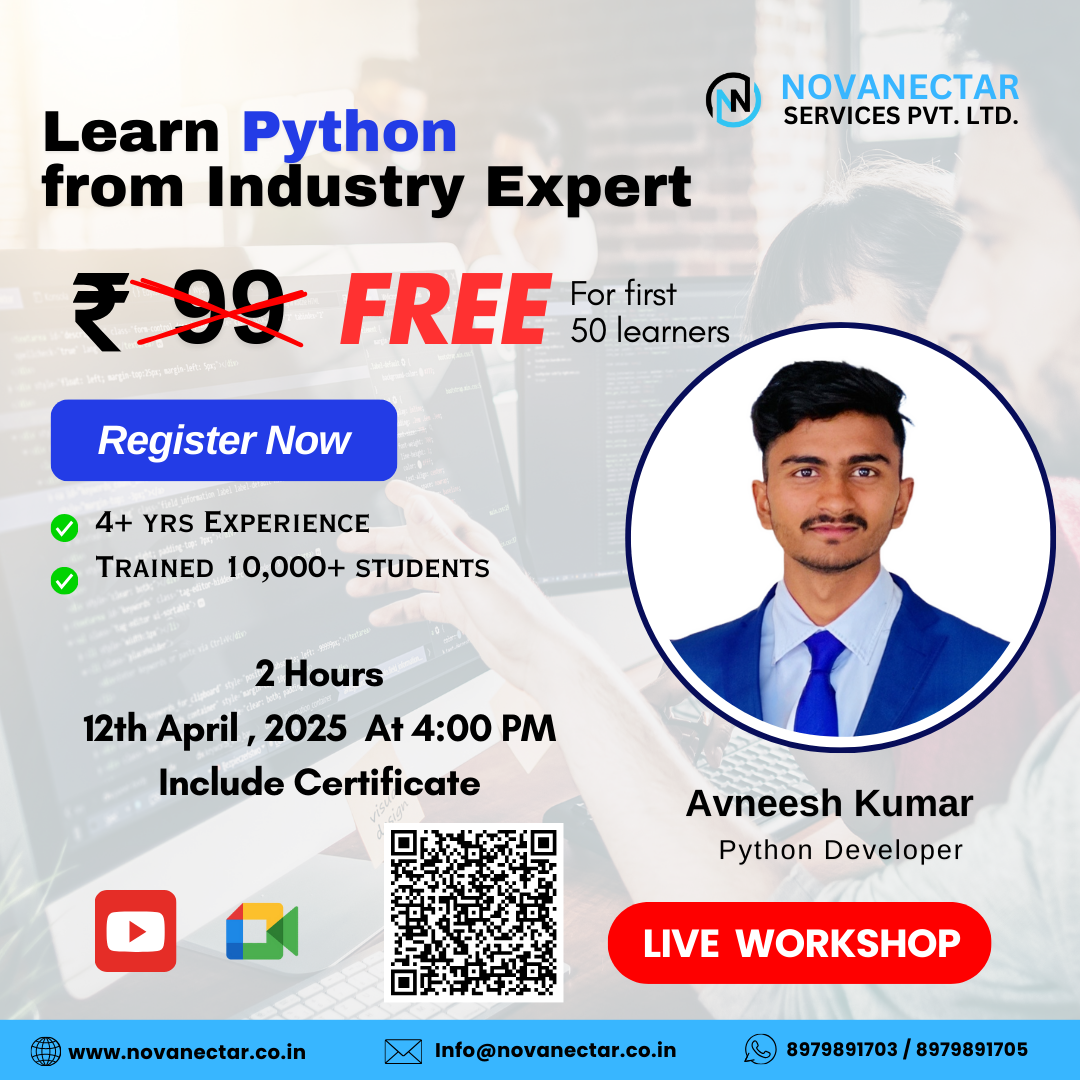 NOVANECTAR
SERVICES PVT. LTD.
Learn Python
from Industry Expert
₹ 99 FREE For first
50 learners
Register Now
4+ YRS EXPERIENCE
TRAINED 10,000+ STUDENTS
2 Hours
12th April , 2025 At 4:00 PM
Include Certificate
visual
design
Avneesh Kumar
Python Developer
LIVE WORKSHOP
www.novanectar.co.in
Info@novanectar.co.in
8979891703 / 8979891705